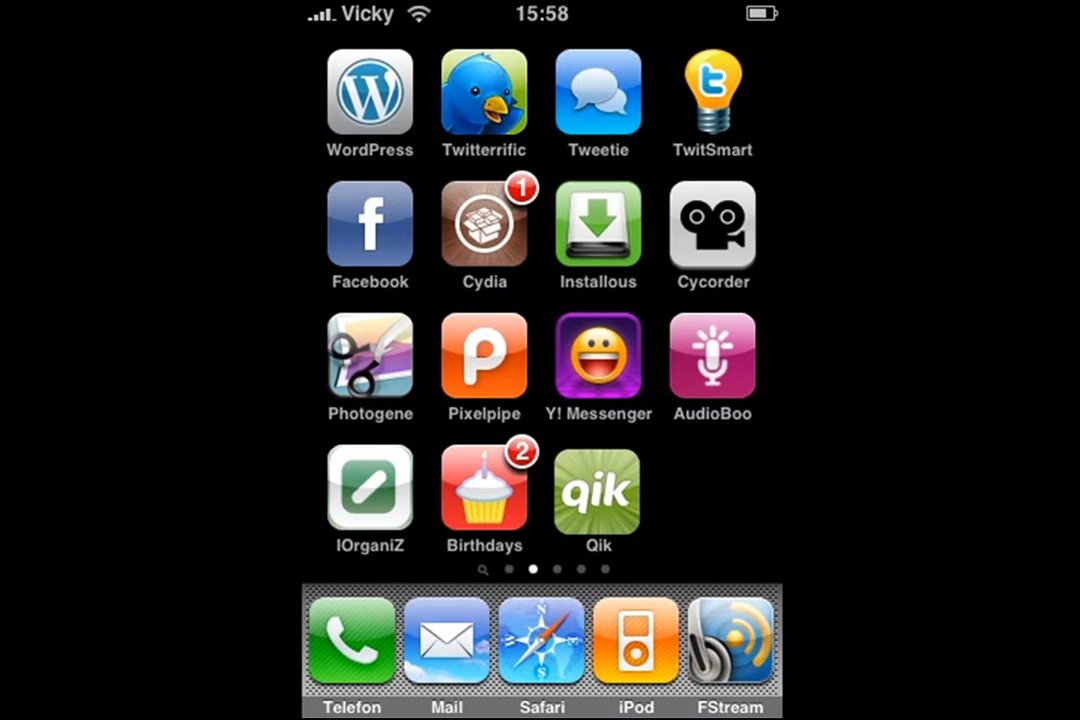 Vicky 15:58
WordPress Twitterrific Tweetie TwitSmart
f 1
Facebook Cydia Installous Cycorder
Photogene Pixelpipe Y! Messenger AudioBoo
2
qik
IOrganiZ Birthdays Qik
Telefon Mail Safari iPod FStream